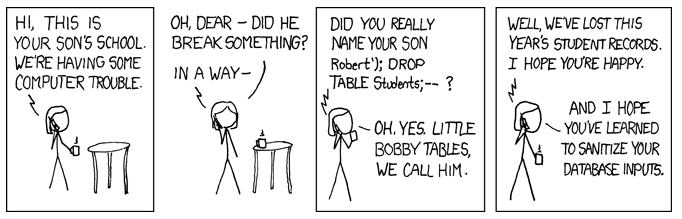 HI, THIS IS
YOUR SON'S SCHOOL.
WE'RE HAVING SOME
COMPUTER TROUBLE.
OH, DEAR – DID HE
BREAK SOMETHING?
IN A WAY–
DID YOU REALLY
NAME YOUR SON
Robert'); DROP
TABLE Students;-- ?
OH, YES. LITTLE
BOBBY TABLES,
WE CALL HIM.
WELL, WE'VE LOST THIS
YEAR'S STUDENT RECORDS.
I HOPE YOU'RE HAPPY.
AND I HOPE
YOU'VE LEARNED
TO SANITIZE YOUR
DATABASE INPUTS.